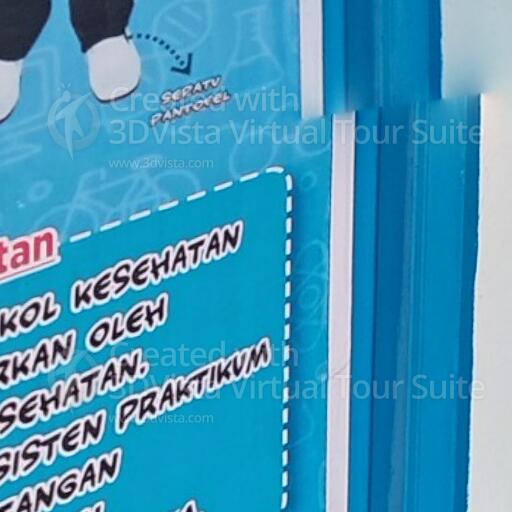 SEPATU
PANTOFEL
Created with
3DVista Virtual Tour Suite
www.3dvista.com
tan
KOL KESEHATAN
RKAN OLEH
SEHATAN.
SISTEN PRAKTIKUM
TANGAN
Created with
3DVista Virtual Tour Suite
www.3dvista.com